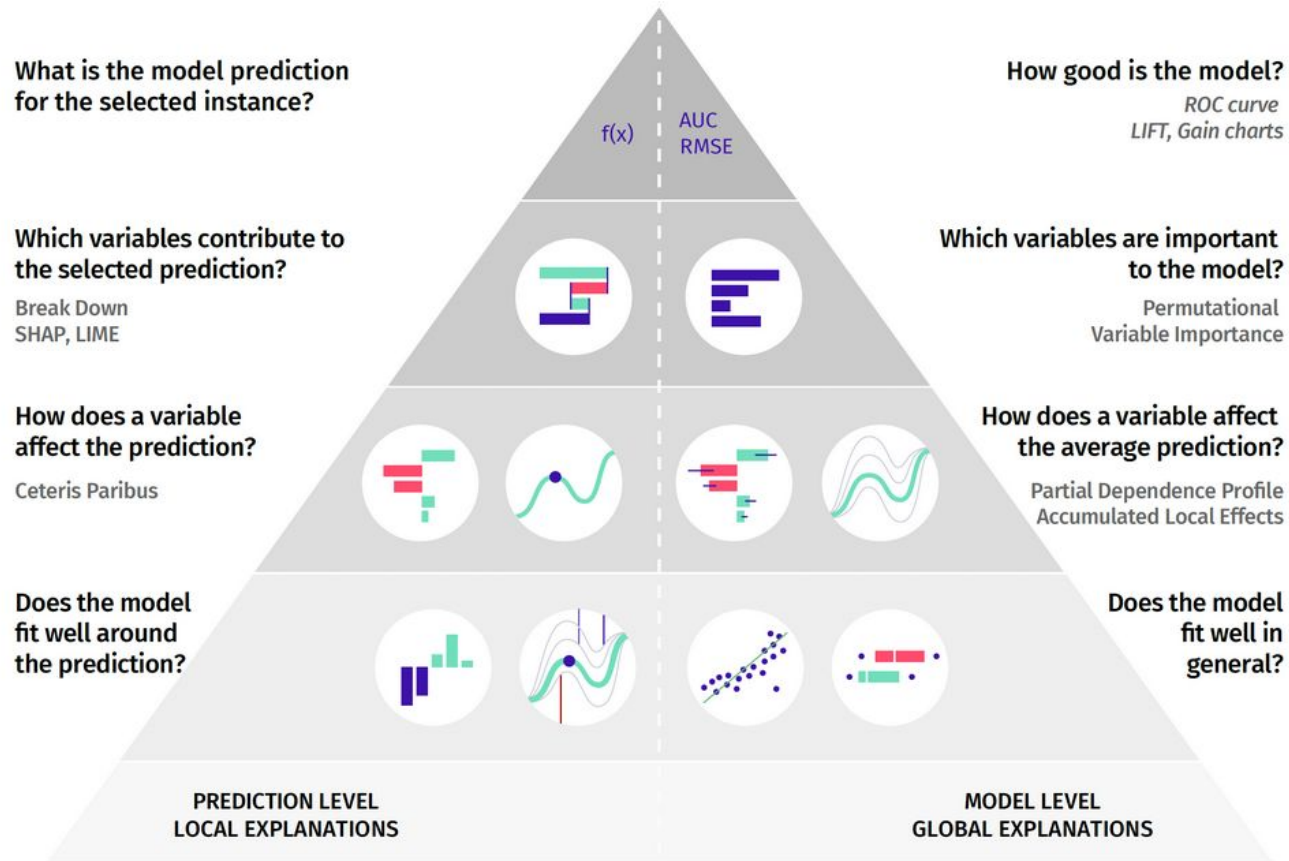 What is the model prediction
for the selected instance?
f(x)
AUC
RMSE
How good is the model?
ROC curve
LIFT, Gain charts
Which variables contribute to
the selected prediction?
Break Down
SHAP, LIME
Which variables are important
to the model?
Permutational
Variable Importance
How does a variable
affect the prediction?
Ceteris Paribus
How does a variable affect
the average prediction?
Partial Dependence Profile
Accumulated Local Effects
Does the model
fit well around
the prediction?
Does the model
fit well in
general?
PREDICTION LEVEL
LOCAL EXPLANATIONS
MODEL LEVEL
GLOBAL EXPLANATIONS